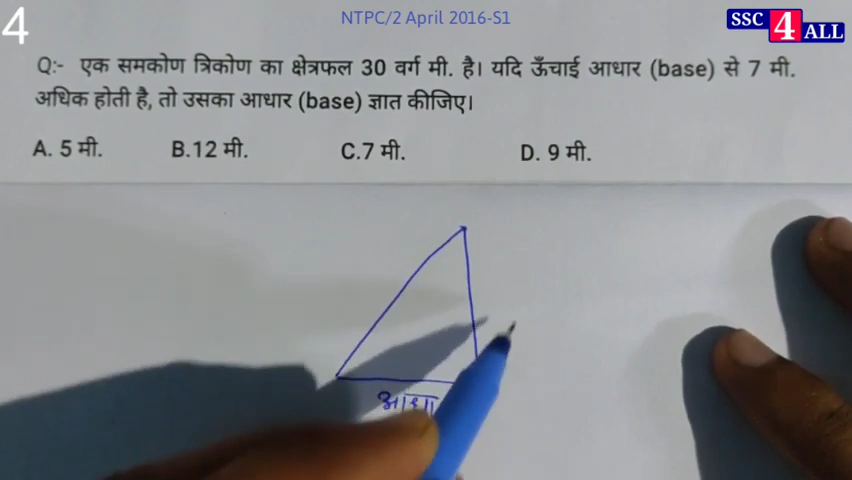 4
NTPC/2 April 2016-S1
SSC 4 ALL
Q:- एक समकोण त्रिकोण का क्षेत्रफल 30 वर्ग मी. है। यदि ऊँचाई आधार (base) से 7 मी.
अधिक होती है, तो उसका आधार (base) ज्ञात कीजिए।
A. 5 मी. B.12 मी. C.7 मी. D. 9 मी.
आधा